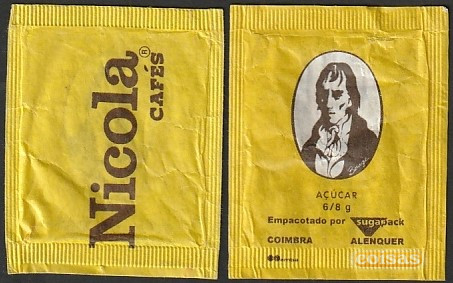 Nicola®
CAFÉS
AÇÚCAR
6/8 g
Empacotado por sugarpack
COIMBRA ALENQUER
coisas